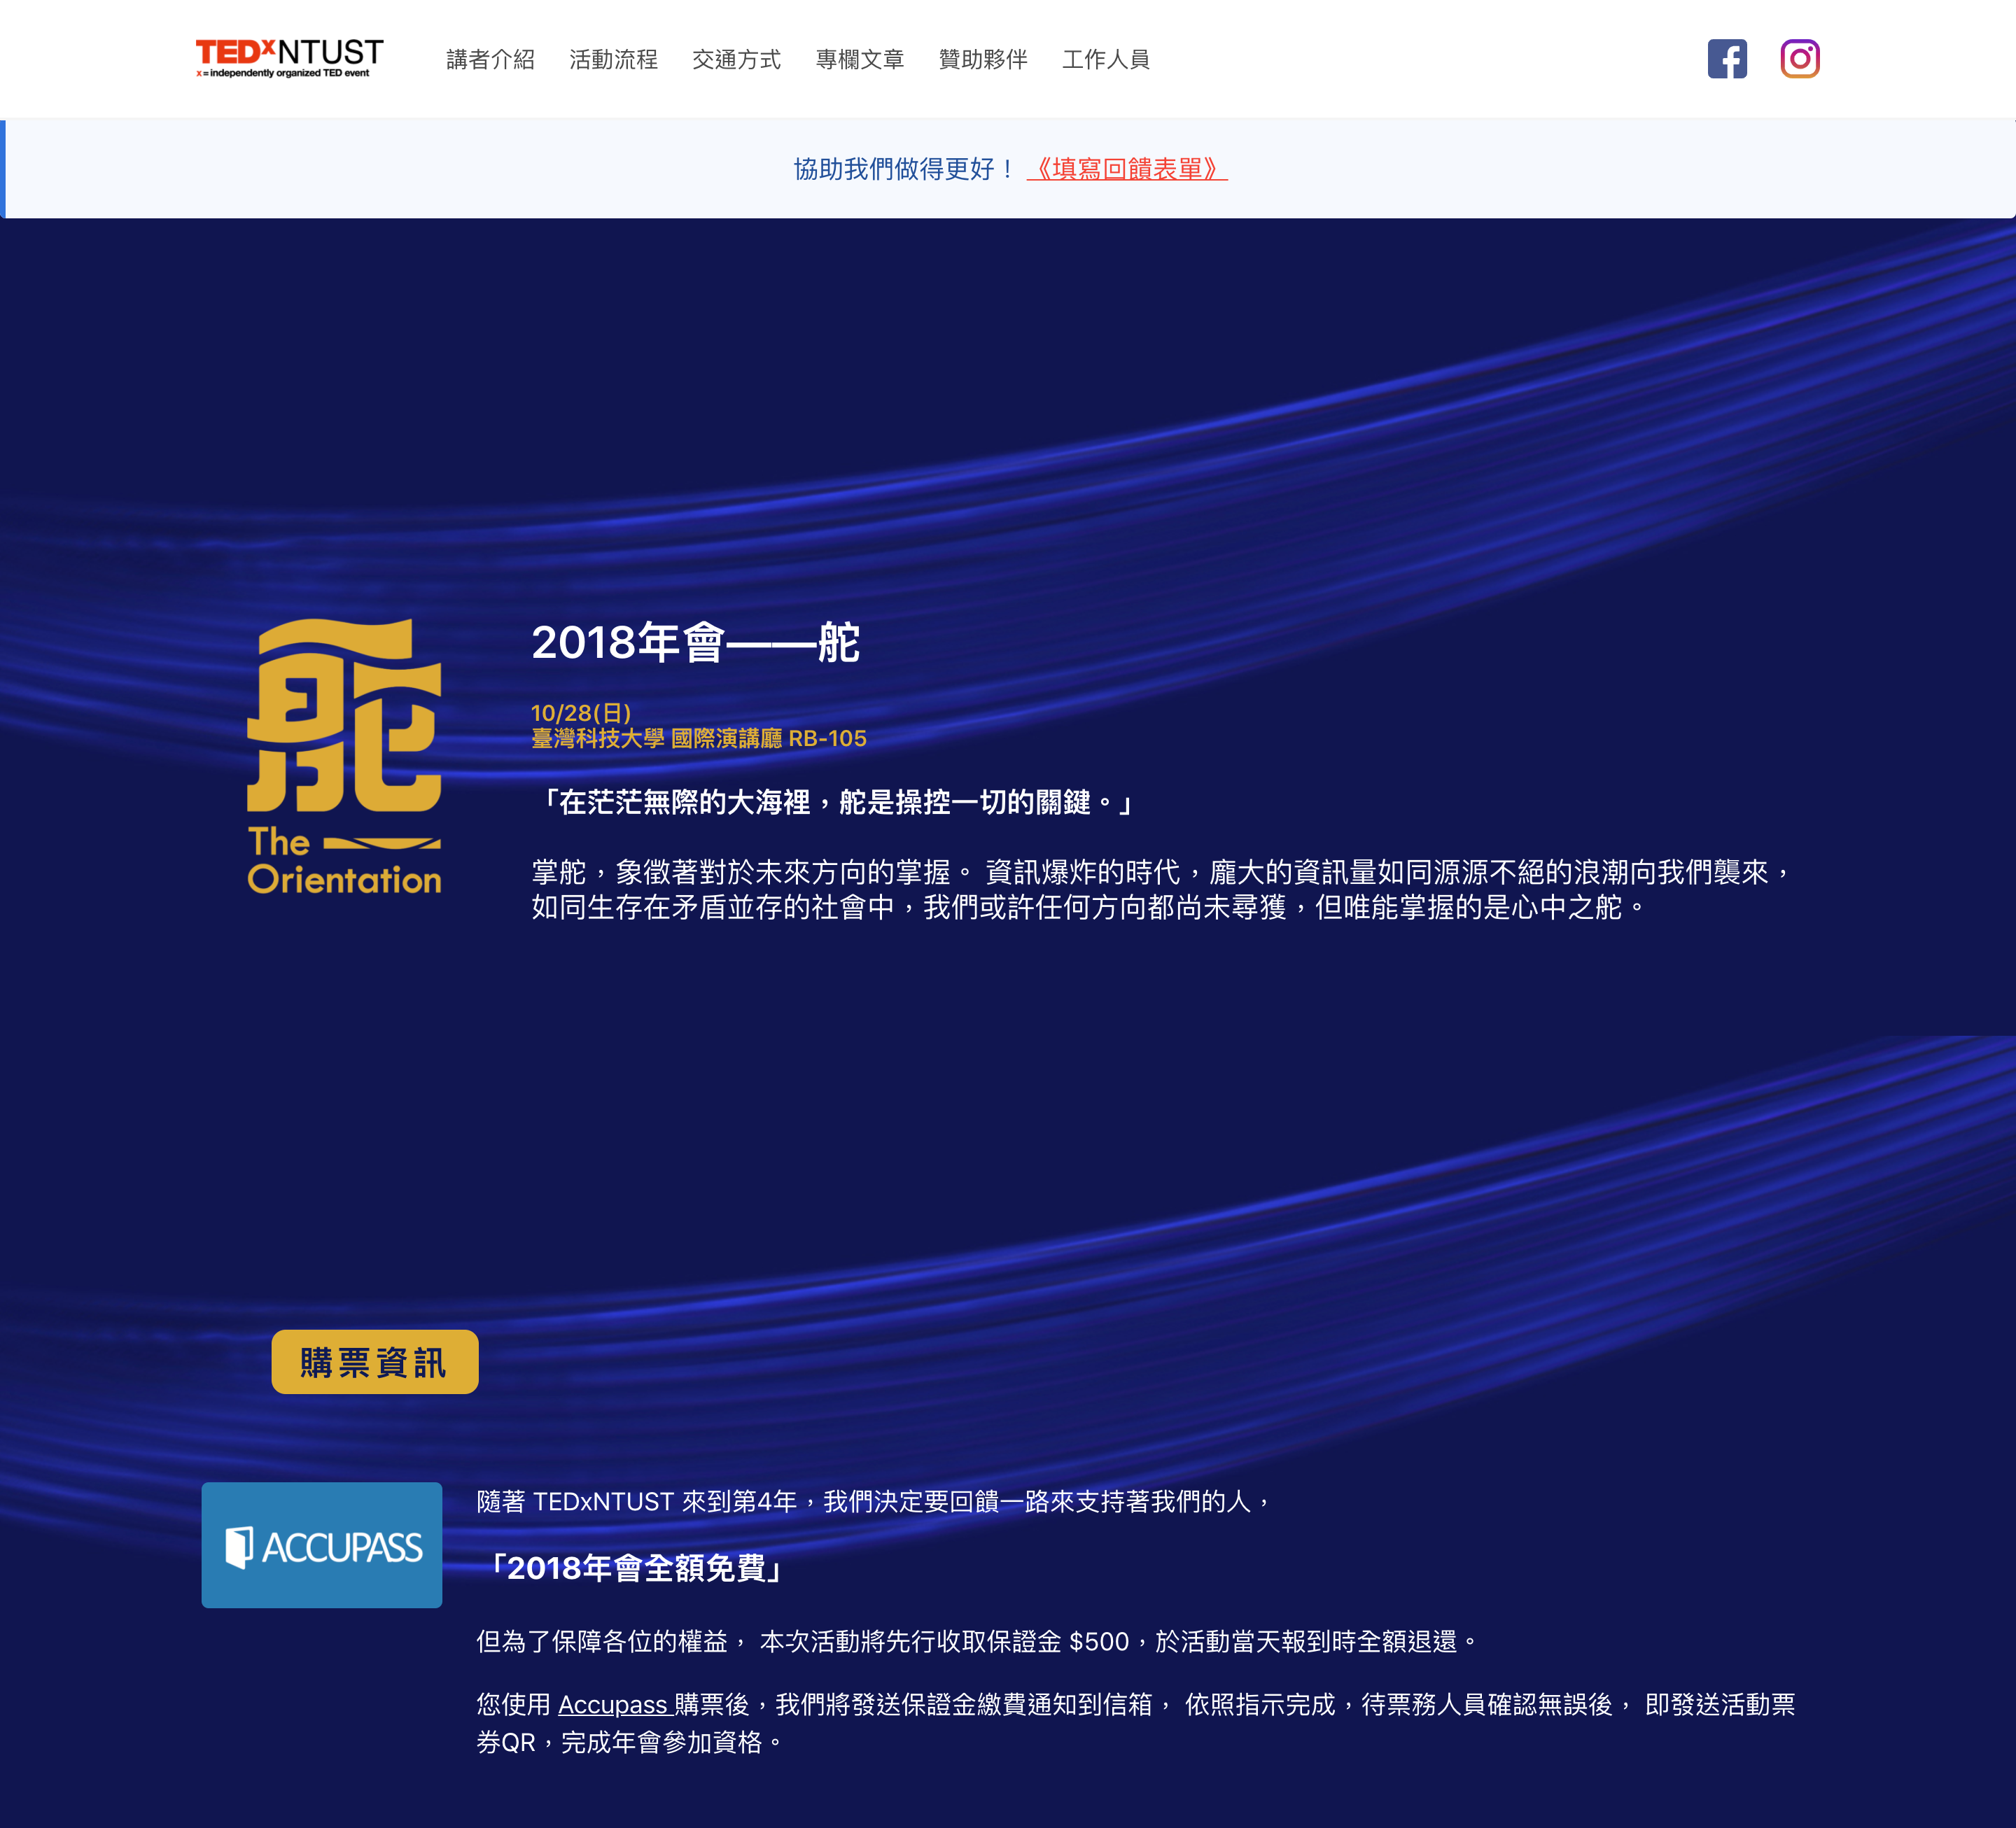 TEDxNTUST
x = independently organized TED event
講者介紹 活動流程 交通方式 專欄文章 贊助夥伴 工作人員
協助我們做得更好！ 《填寫回饋表單》
舵
The
Orientation
2018年會——舵
10/28(日)
臺灣科技大學 國際演講廳 RB-105
「在茫茫無際的大海裡，舵是操控一切的關鍵。」
掌舵，象徵著對於未來方向的掌握。 資訊爆炸的時代，龐大的資訊量如同源源不絕的浪潮向我們襲來，
如同生存在矛盾並存的社會中，我們或許任何方向都尚未尋獲，但唯能掌握的是心中之舵。
購票資訊
ACCUPASS
隨著 TEDxNTUST 來到第4年，我們決定要回饋一路來支持著我們的人，
「2018年會全額免費」
但為了保障各位的權益， 本次活動將先行收取保證金 $500，於活動當天報到時全額退還。
您使用 Accupass 購票後，我們將發送保證金繳費通知到信箱， 依照指示完成，待票務人員確認無誤後， 即發送活動票
券QR，完成年會參加資格。